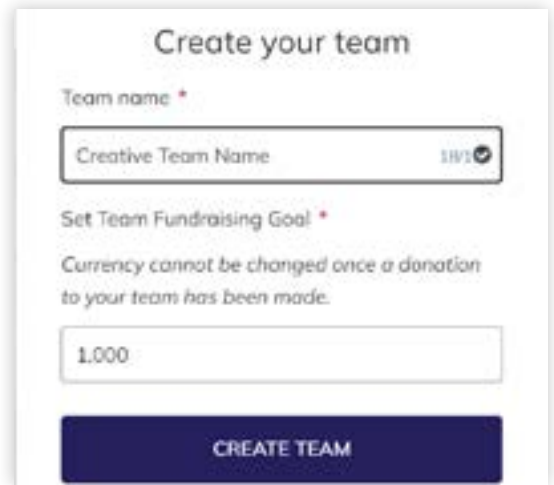 Create your team
Team name *
Creative Team Name
Set Team Fundraising Goal *
Currency cannot be changed once a donation
to your team has been made.
1,000
CREATE TEAM